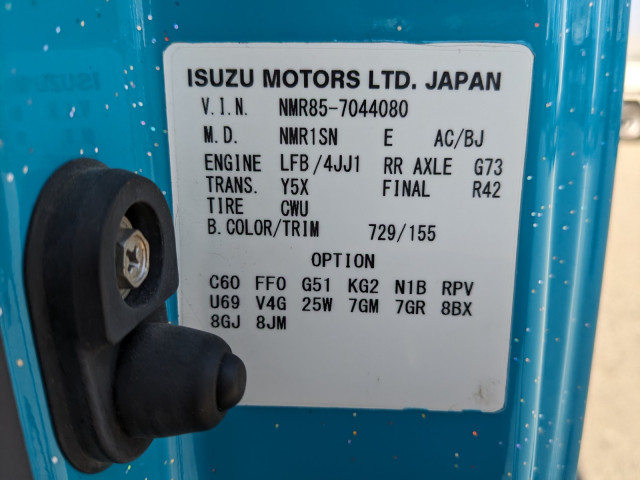 ISUZU MOTORS LTD. JAPAN
V.I.N. NMR85-7044080
M.D. NMR1SN E AC/BJ
ENGINE LFB/4JJ1 RR AXLE G73
TRANS. Y5X FINAL R42
TIRE CWU
B.COLOR/TRIM 729/155
OPTION
C60 FF0 G51 KG2 N1B RPV
U69 V4G 25W 7GM 7GR 8BX
8GJ 8JM